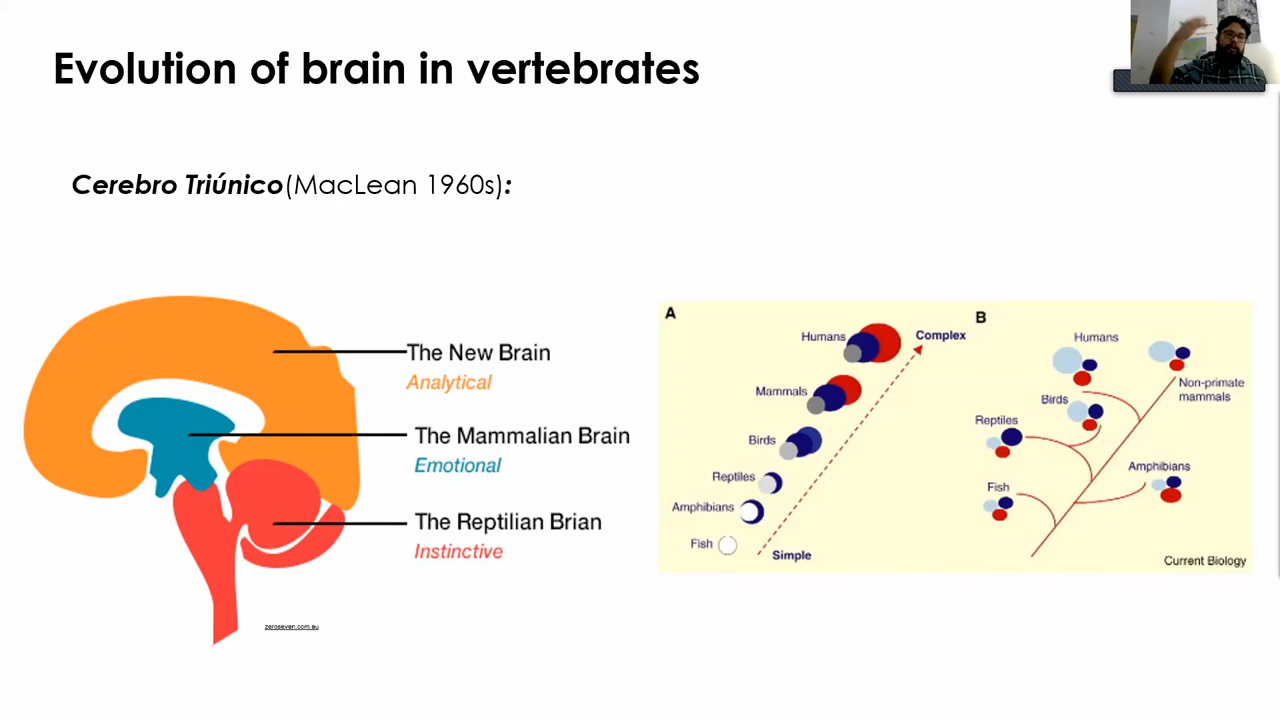 Evolution of brain in vertebrates
Cerebro Triúnico(MacLean 1960s):
The New Brain
Analytical
The Mammalian Brain
Emotional
The Reptilian Brian
Instinctive
zeroseven.com.au
A
Humans
Complex
Mammals
Birds
Reptiles
Amphibians
Fish
Simple
B
Humans
Non-primate
mammals
Birds
Reptiles
Amphibians
Fish
Current Biology